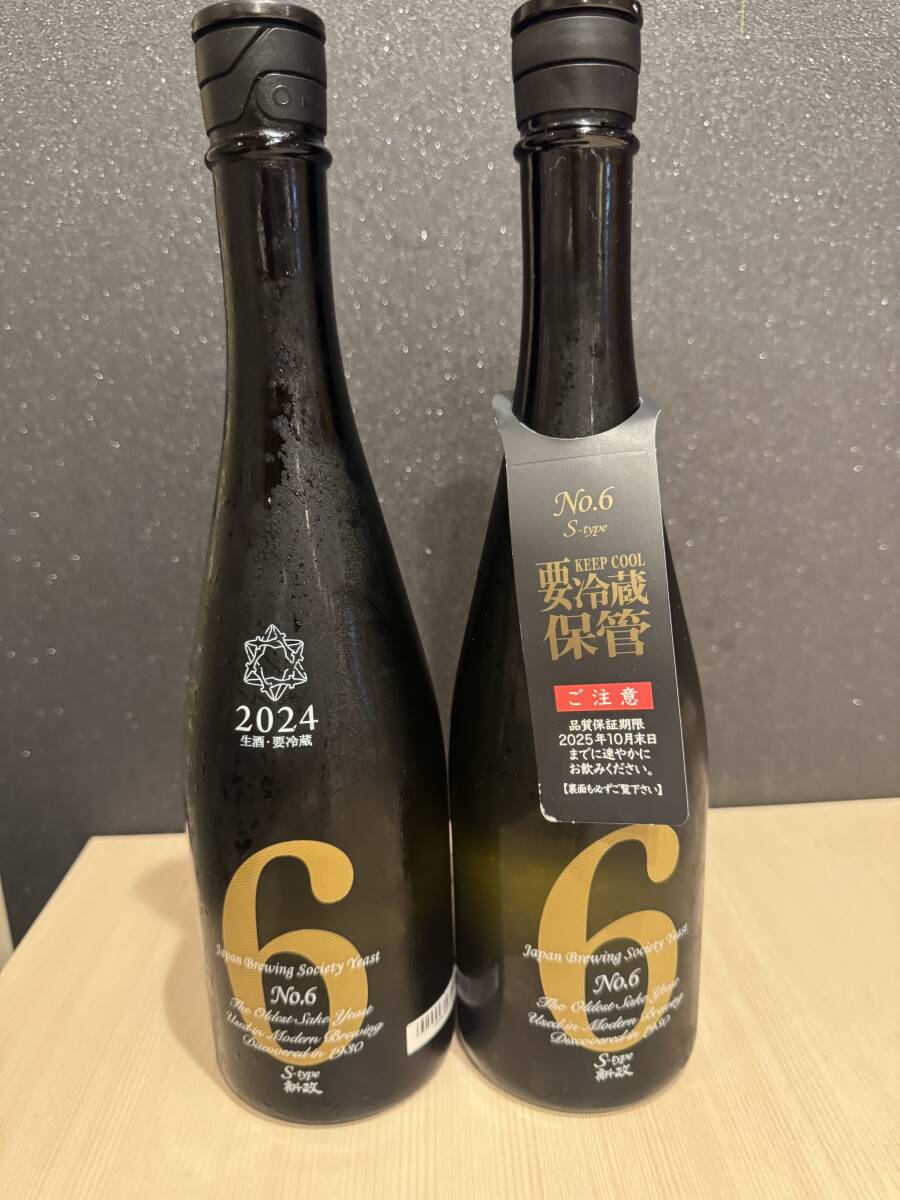 2024
生酒・要冷蔵
6
Japan Brewing Society Yeast
No.6
The Oldest Sake Yeast
Used in Modern Brewing
Discovered in 1930
S-type
新政
No.6
S-type
KEEP COOL
要冷蔵
保管
ご注意
品質保証期限
2025年10月末日
までに速やかに
お飲みください。
【裏面も必ずご覧下さい】
6
Japan Brewing Society Yeast
No.6
The Oldest Sake Yeast
Used in Modern Brewing
Discovered in 1930
S-type
新政